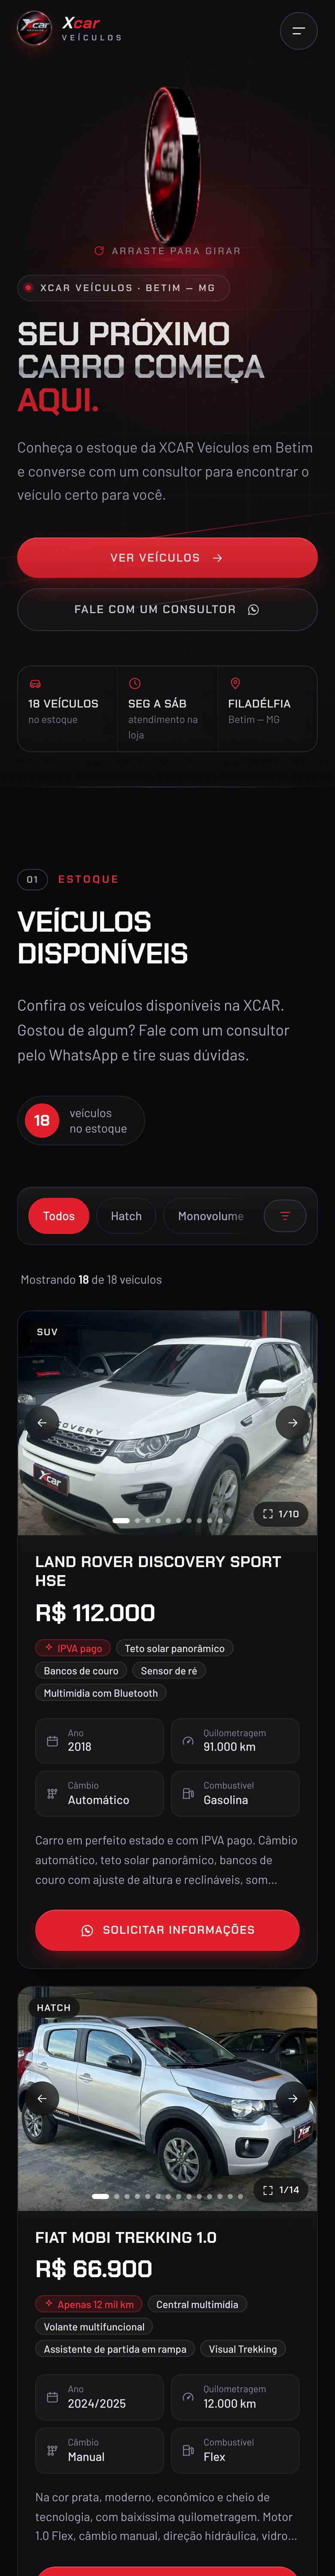 Xcar
VEÍCULOS
ARRASTE PARA GIRAR
XCAR VEÍCULOS · BETIM — MG
SEU PRÓXIMO
CARRO COMEÇA
AQUI.
Conheça o estoque da XCAR Veículos em Betim
e converse com um consultor para encontrar o
veículo certo para você.
VER VEÍCULOS →
FALE COM UM CONSULTOR
18 VEÍCULOS
no estoque
SEG A SÁB
atendimento na
loja
FILADÉLFIA
Betim — MG
01 ESTOQUE
VEÍCULOS
DISPONÍVEIS
Confira os veículos disponíveis na XCAR.
Gostou de algum? Fale com um consultor
pelo WhatsApp e tire suas dúvidas.
18
veículos
no estoque
Todos Hatch Monovolume
Mostrando 18 de 18 veículos
SUV
DISCOVERY
Xcar
1/10
LAND ROVER DISCOVERY SPORT
HSE
R$ 112.000
IPVA pago Teto solar panorâmico
Bancos de couro Sensor de ré
Multimídia com Bluetooth
Ano
2018
Quilometragem
91.000 km
Câmbio
Automático
Combustível
Gasolina
Carro em perfeito estado e com IPVA pago. Câmbio
automático, teto solar panorâmico, bancos de
couro com ajuste de altura e reclináveis, som...
SOLICITAR INFORMAÇÕES
HATCH
Xcar
1/14
FIAT MOBI TREKKING 1.0
R$ 66.900
Apenas 12 mil km Central multimídia
Volante multifuncional
Assistente de partida em rampa Visual Trekking
Ano
2024/2025
Quilometragem
12.000 km
Câmbio
Manual
Combustível
Flex
Na cor prata, moderno, econômico e cheio de
tecnologia, com baixíssima quilometragem. Motor
1.0 Flex, câmbio manual, direção hidráulica, vidro...